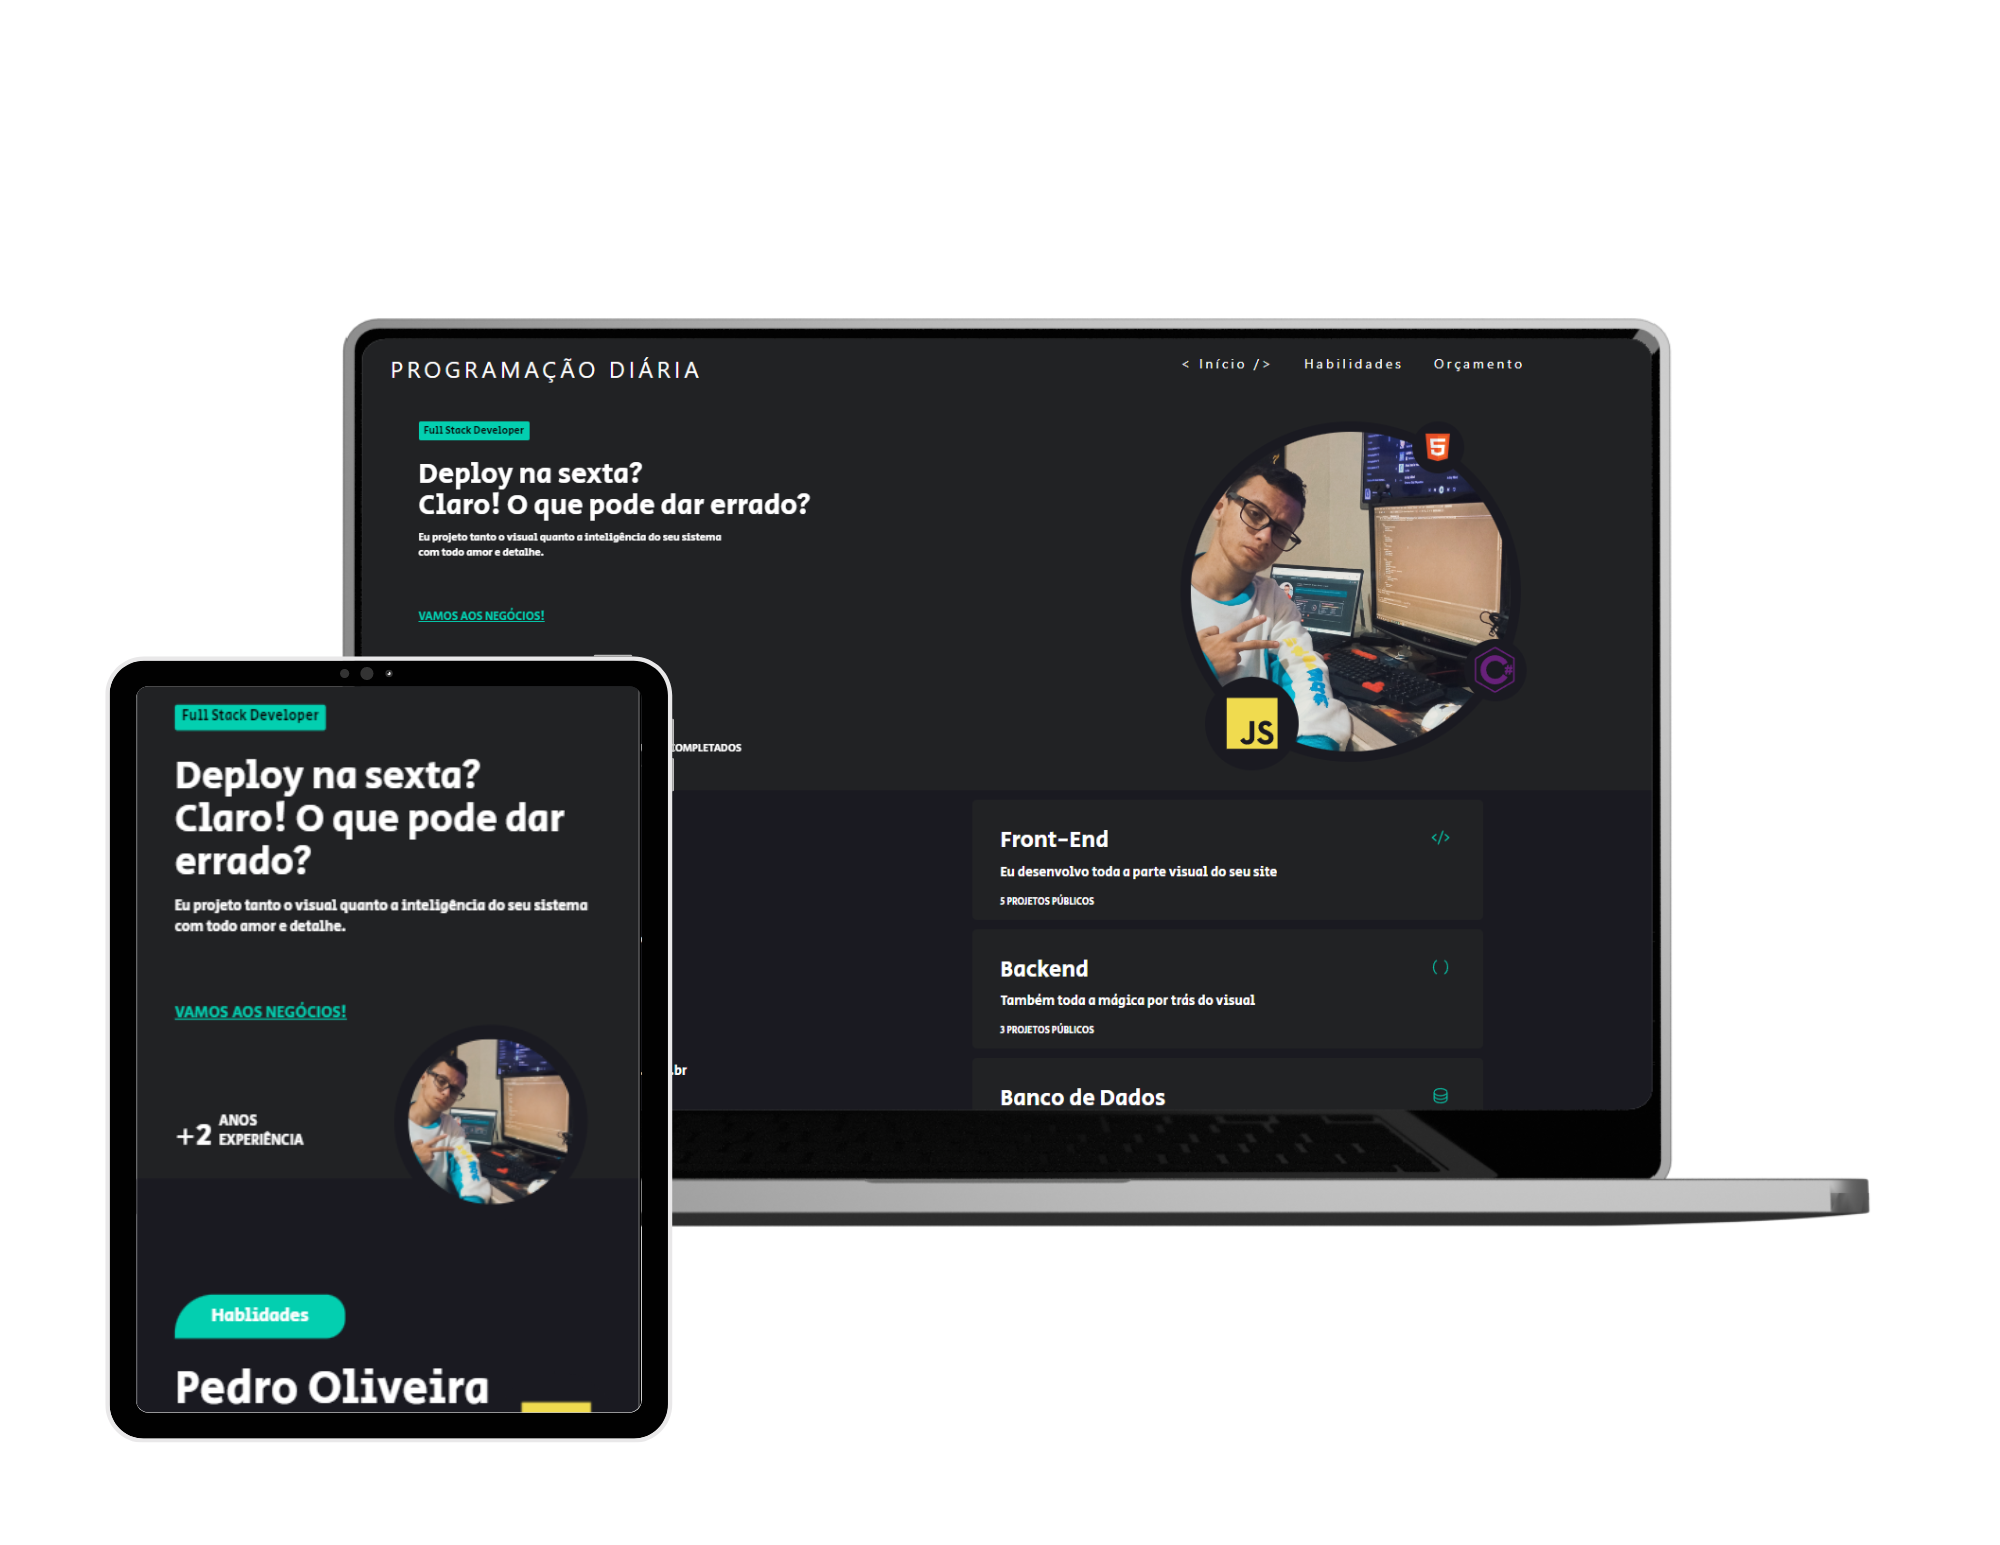 PROGRAMAÇÃO DIÁRIA
< Início />
Habilidades
Orçamento
Full Stack Developer
Deploy na sexta?
Claro! O que pode dar errado?
Eu projeto tanto o visual quanto a inteligência do seu sistema
com todo amor e detalhe.
VAMOS AOS NEGÓCIOS!
5
C#
JS
COMPLETADOS
Front-End
</>
Eu desenvolvo toda a parte visual do seu site
5 PROJETOS PÚBLICOS
Backend
( )
Também toda a mágica por trás do visual
3 PROJETOS PÚBLICOS
.br
Banco de Dados
Full Stack Developer
Deploy na sexta?
Claro! O que pode dar
errado?
Eu projeto tanto o visual quanto a inteligência do seu sistema
com todo amor e detalhe.
VAMOS AOS NEGÓCIOS!
+2 ANOS
EXPERIÊNCIA
Hablidades
Pedro Oliveira